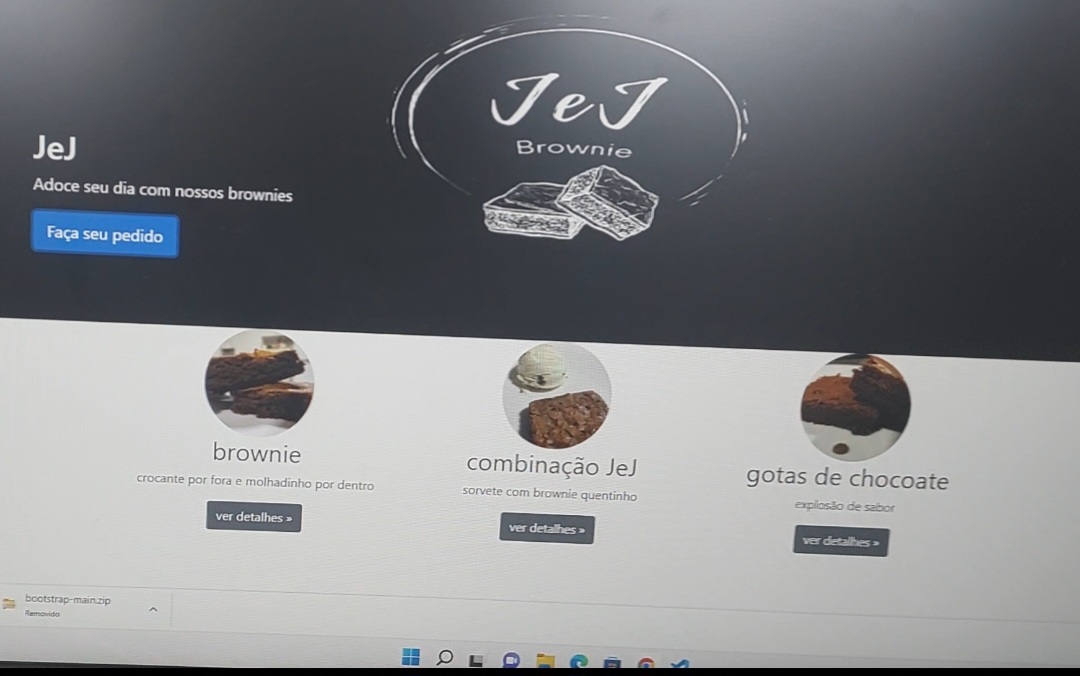 JeJ
Brownie
JeJ
Adoce seu dia com nossos brownies
Faça seu pedido
brownie
crocante por fora e molhadinho por dentro
ver detalhes »
combinação JeJ
sorvete com brownie quentinho
ver detalhes »
gotas de chocoate
explosão de sabor
ver detalhes »
bootstrap-main.zip
Removido